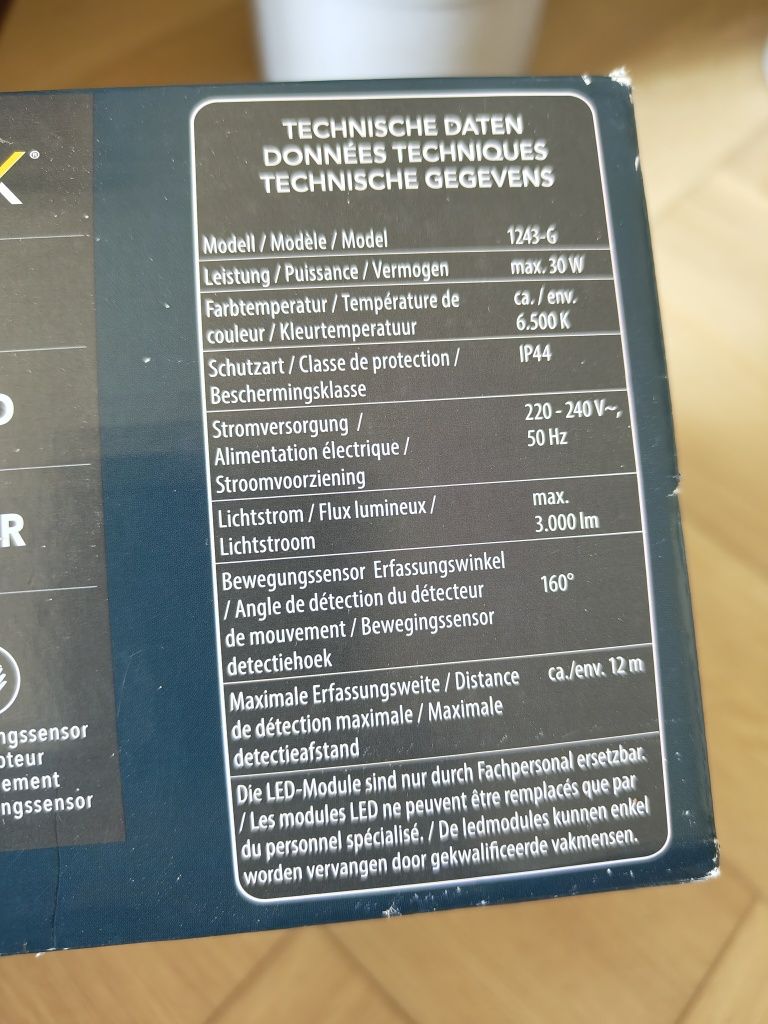 ®
TECHNISCHE DATEN
DONNÉES TECHNIQUES
TECHNISCHE GEGEVENS
Modell / Modèle / Model 1243-G
Leistung / Puissance / Vermogen max. 30 W
Farbtemperatur / Température de ca. / env.
couleur / Kleurtemperatuur 6.500 K
Schutzart / Classe de protection / IP44
Beschermingsklasse
Stromversorgung / 220 - 240 V~,
Alimentation électrique / 50 Hz
Stroomvoorziening
Lichtstrom / Flux lumineux / max.
Lichtstroom 3.000 lm
Bewegungssensor Erfassungswinkel
/ Angle de détection du détecteur 160°
de mouvement / Bewegingssensor
detectiehoek
Maximale Erfassungsweite / Distance ca./env. 12 m
de détection maximale / Maximale
detectieafstand
Die LED-Module sind nur durch Fachpersonal ersetzbar.
/ Les modules LED ne peuvent être remplacés que par
du personnel spécialisé. / De ledmodules kunnen enkel
worden vervangen door gekwalificeerde vakmensen.
R
ngssensor
teur
ement
ngssensor